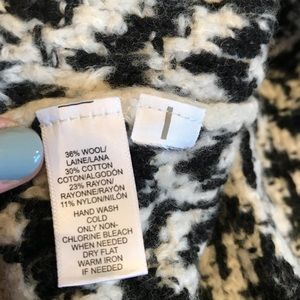 36% WOOL/
LAINE/LANA
30% COTTON
COTON/ALGODÓN
23% RAYON/
RAYONNE/RAYÓN
11% NYLON/NILÓN
HAND WASH
COLD
ONLY NON-
CHLORINE BLEACH
WHEN NEEDED
DRY FLAT
WARM IRON
IF NEEDED